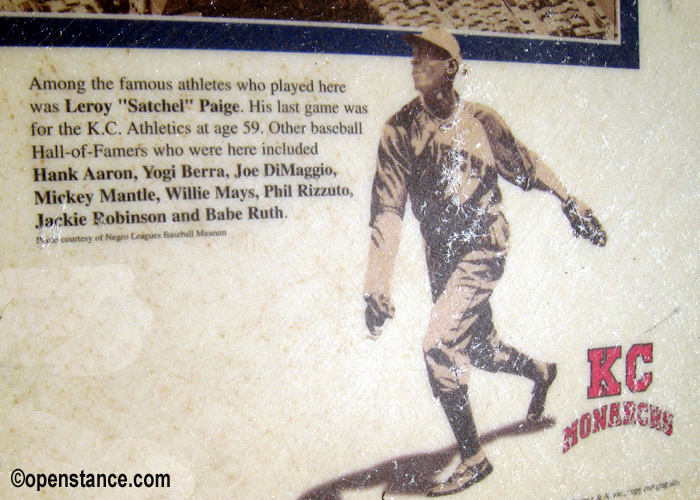 Among the famous athletes who played here
was Leroy "Satchel" Paige. His last game was
for the K.C. Athletics at age 59. Other baseball
Hall-of-Famers who were here included
Hank Aaron, Yogi Berra, Joe DiMaggio,
Mickey Mantle, Willie Mays, Phil Rizzuto,
Jackie Robinson and Babe Ruth.
Photo courtesy of Negro Leagues Baseball Museum
KC
MONARCHS
©openstance.com